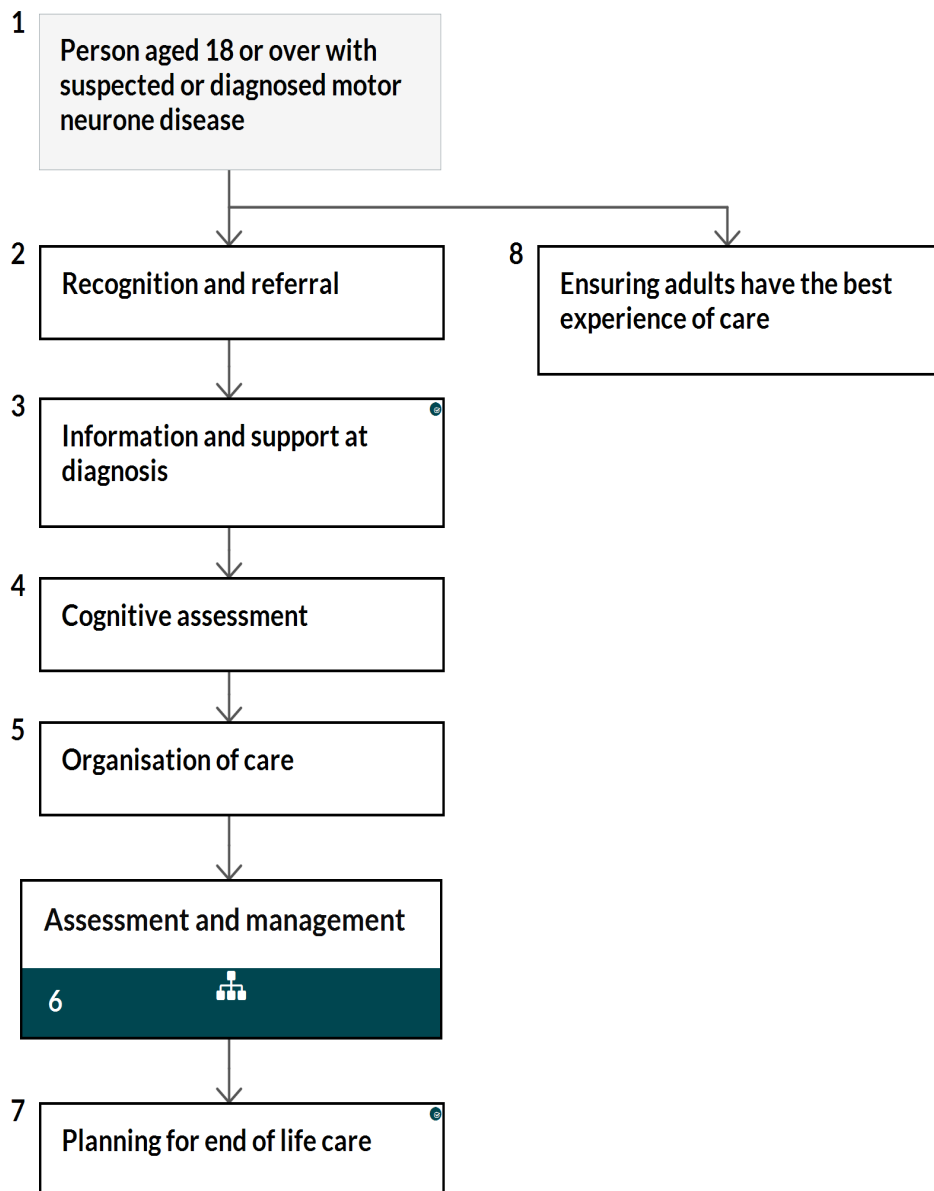 1
Person aged 18 or over with
suspected or diagnosed motor
neurone disease
2
Recognition and referral
8
Ensuring adults have the best
experience of care
3
Information and support at
diagnosis
4
Cognitive assessment
5
Organisation of care
Assessment and management
6
7
Planning for end of life care